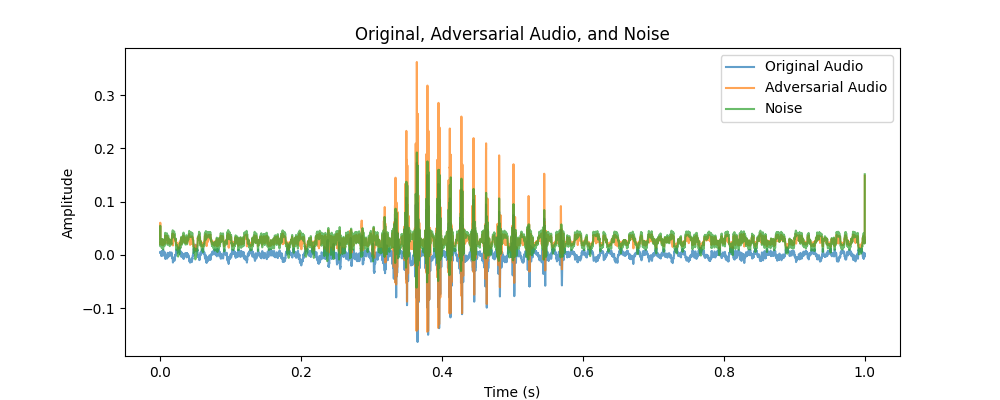 Original, Adversarial Audio, and Noise
Original Audio
Adversarial Audio
Noise
Amplitude
0.3
0.2
0.1
0.0
−0.1
0.0
0.2
0.4
0.6
0.8
1.0
Time (s)